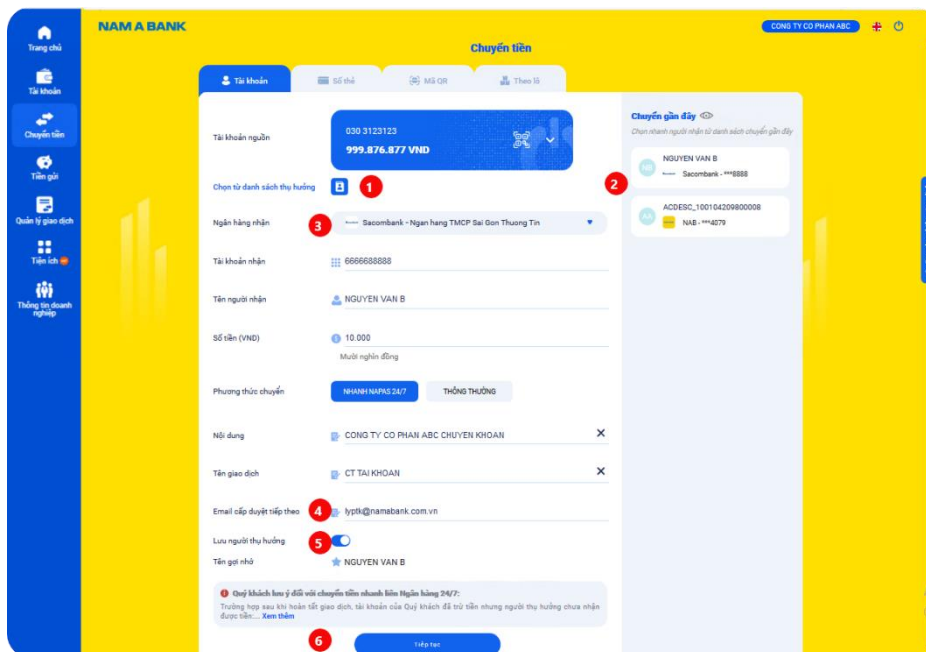 NAM A BANK
CONG TY CO PHAN ABC
Trang chủ
Tài khoản
Chuyển tiền
Tiền gửi
Quản lý giao dịch
Tiện ích
Thông tin doanh
nghiệp
Chuyển tiền
Tài khoản
Số thẻ
Mã QR
Theo lô
Tài khoản nguồn
030 3123123
999.876.877 VND
Chọn từ danh sách thụ hưởng
1
Ngân hàng nhận
3
Sacombank - Ngan hang TMCP Sai Gon Thuong Tin
Tài khoản nhận
6666688888
Tên người nhận
NGUYEN VAN B
Số tiền (VND)
10.000
Mười nghìn đồng
Phương thức chuyển
NHANH NAPAS 24/7
THÔNG THƯỜNG
Nội dung
CONG TY CO PHAN ABC CHUYEN KHOAN
Tên giao dịch
CT TAI KHOAN
Email cấp duyệt tiếp theo
4
lyptk@namabank.com.vn
Lưu người thụ hưởng
5
Tên gợi nhớ
NGUYEN VAN B
Quý khách lưu ý đối với chuyển tiền nhanh liên Ngân hàng 24/7:
Trường hợp sau khi hoàn tất giao dịch, tài khoản của Quý khách đã trừ tiền nhưng người thụ hưởng chưa nhận
được tiền:... Xem thêm
6
Tiếp tục
Chuyển gần đây
Chọn nhanh người nhận từ danh sách chuyển gần đây
2
NB
NGUYEN VAN B
Sacombank - ***8888
AA
ACDESC_100104209800008
NAB - ***4079